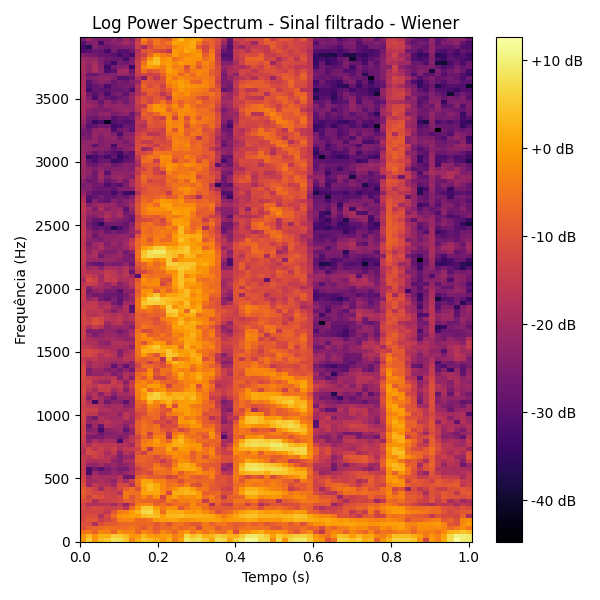 Log Power Spectrum - Sinal filtrado - Wiener
Frequência (Hz)
3500
3000
2500
2000
1500
1000
500
0
0.0 0.2 0.4 0.6 0.8 1.0
Tempo (s)
+10 dB
+0 dB
-10 dB
-20 dB
-30 dB
-40 dB